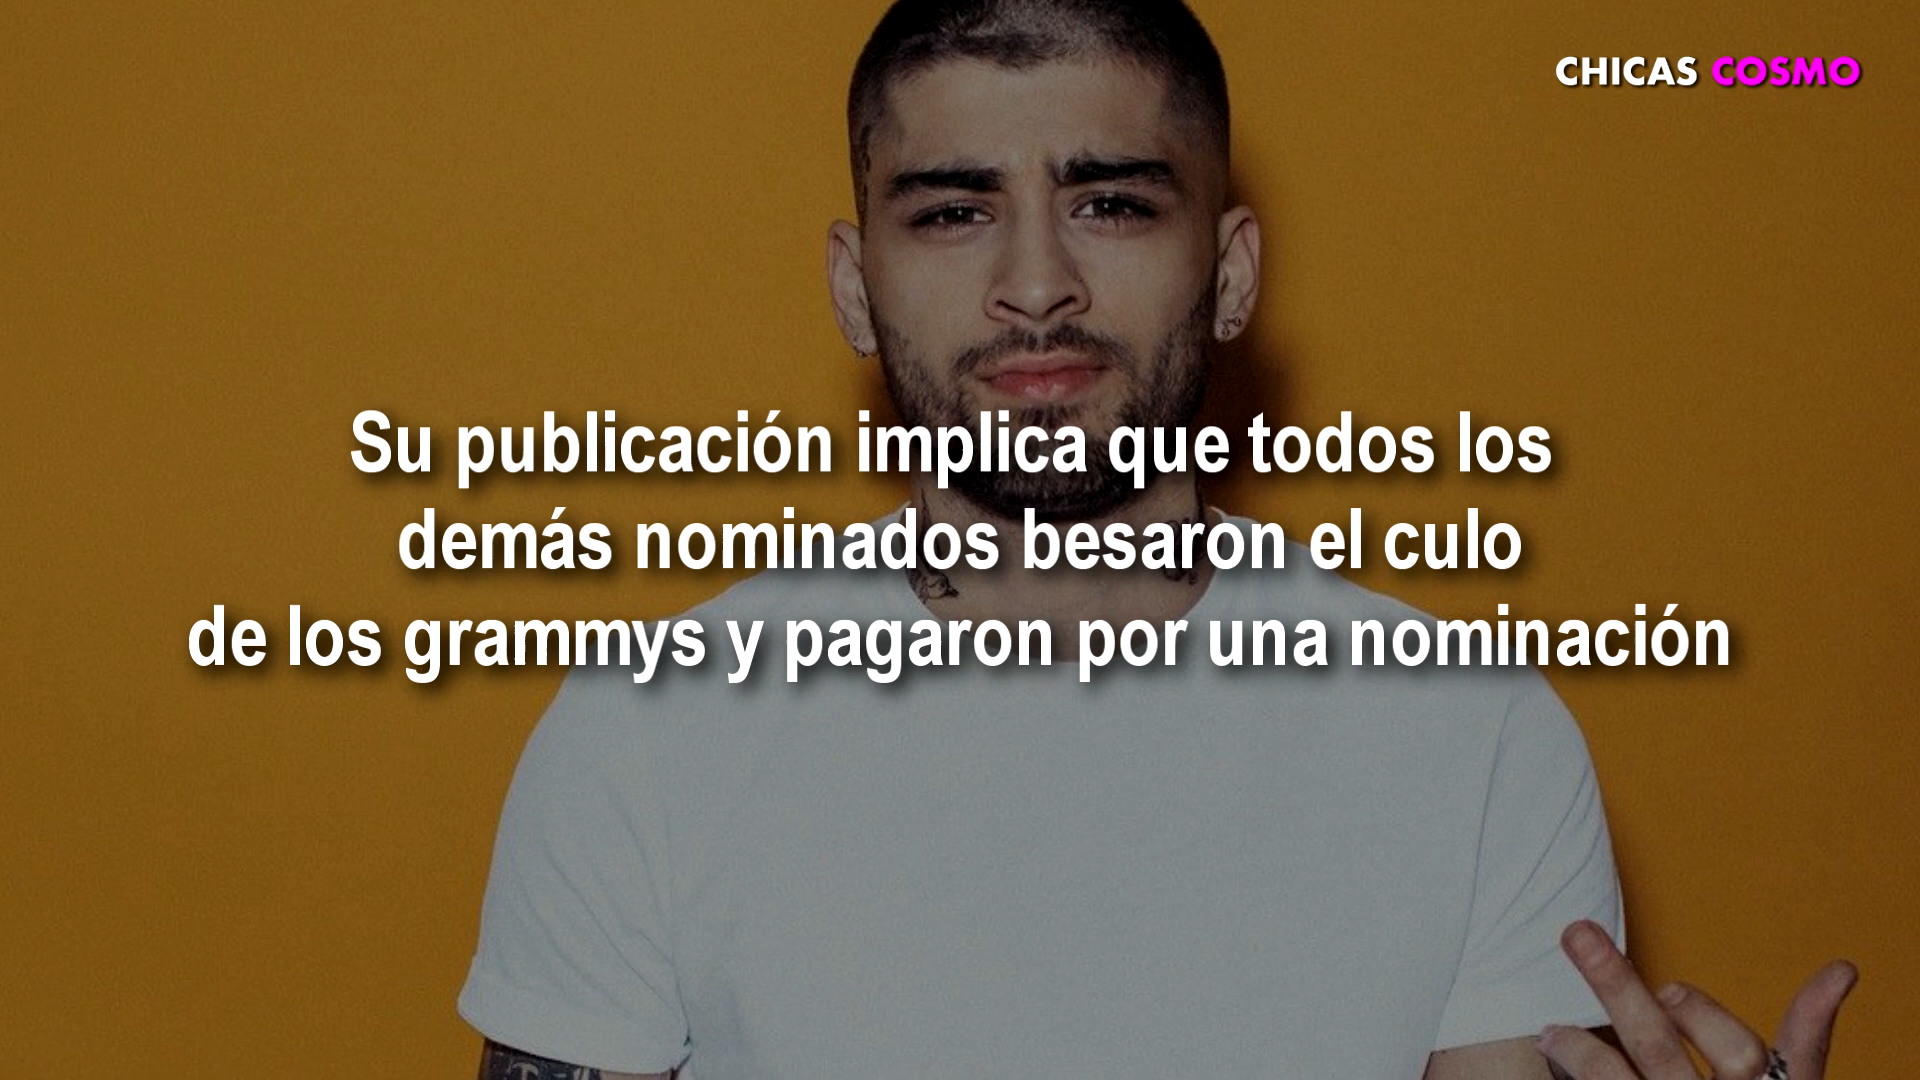 CHICAS COSMO
Su publicación implica que todos los
demás nominados besaron el culo
de los grammys y pagaron por una nominación